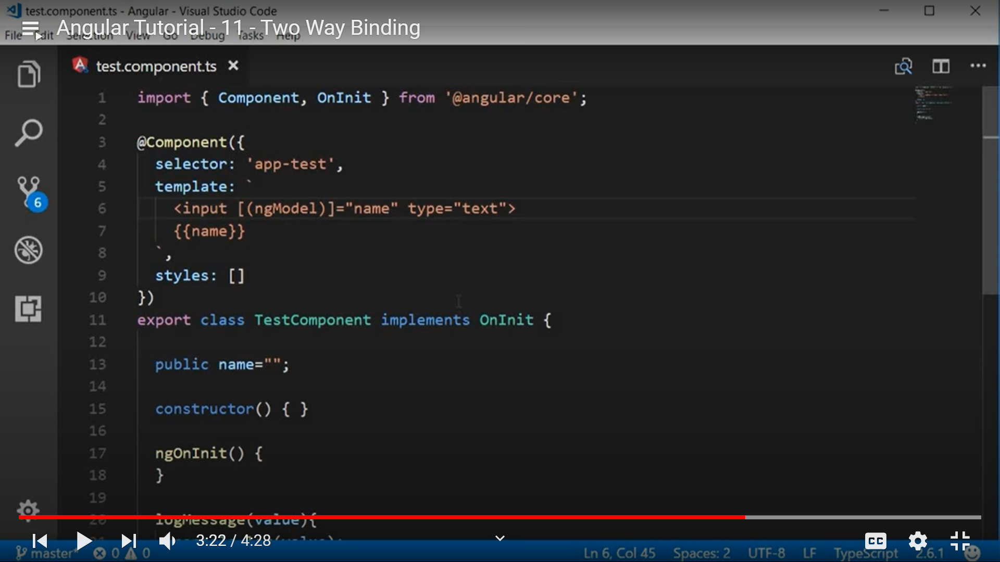 test.component.ts - Angular - Visual Studio Code
Angular Tutorial - 11 - Two Way Binding
File Edit Selection View Go Debug Tasks Help
test.component.ts
1 import { Component, OnInit } from '@angular/core';
2
3 @Component({
4 selector: 'app-test',
5 template: `
6 <input [(ngModel)]="name" type="text">
7 {{name}}
8 `,
9 styles: []
10 })
11 export class TestComponent implements OnInit {
12
13 public name="";
14
15 constructor() { }
16
17 ngOnInit() {
18 }
19
20 logMessage(value){
6
3:22 / 4:28
CC
master* 0 0 Ln 6, Col 45 Spaces: 2 UTF-8 LF TypeScript 2.6.1